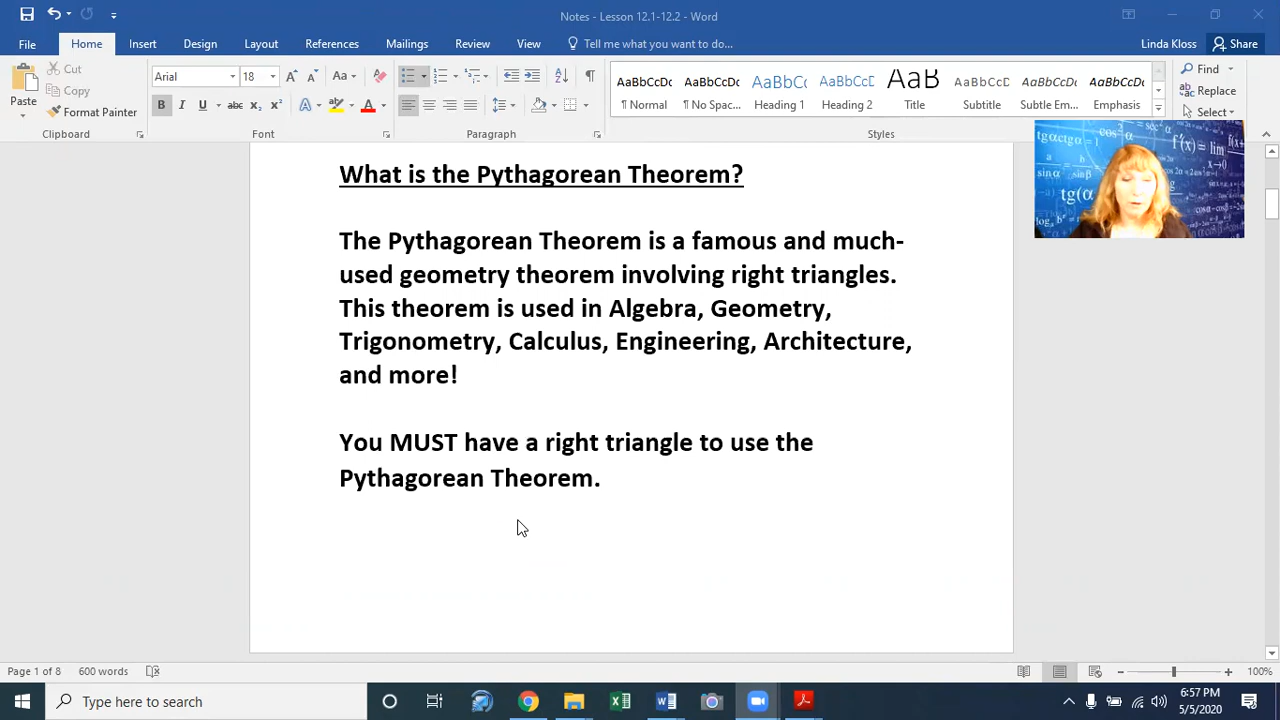 Notes - Lesson 12.1-12.2 - Word
File Home Insert Design Layout References Mailings Review View Tell me what you want to do... Linda Kloss Share
Paste
Cut
Copy
Format Painter
Clipboard
Arial 18
Font
Paragraph
AaBbCcDc AaBbCcDc AaBbCc AaBbCcD AaB AaBbCcD AaBbCcDc AaBbCcDc
¶ Normal ¶ No Spac... Heading 1 Heading 2 Title Subtitle Subtle Em... Emphasis
Styles
Find
Replace
Select
What is the Pythagorean Theorem?
The Pythagorean Theorem is a famous and much-
used geometry theorem involving right triangles.
This theorem is used in Algebra, Geometry,
Trigonometry, Calculus, Engineering, Architecture,
and more!
You MUST have a right triangle to use the
Pythagorean Theorem.
Page 1 of 8 600 words 100%
Type here to search
6:57 PM
5/5/2020